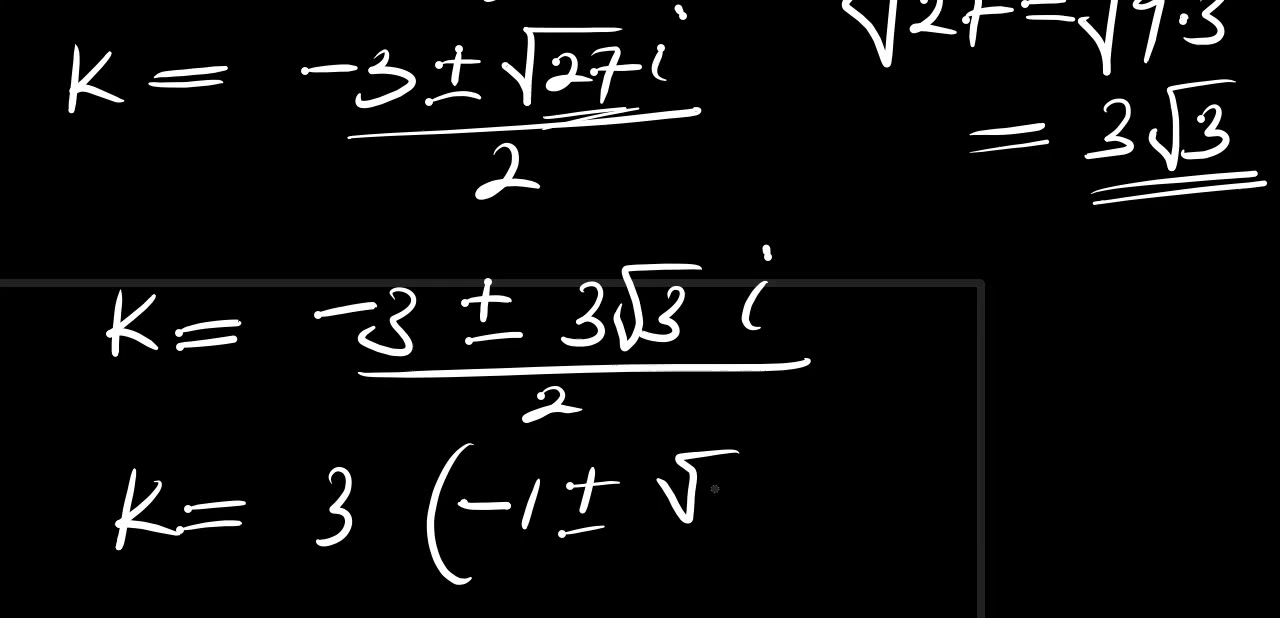 K = (-3 ± √27 i) / 2
√27 = √9·3
= 3√3
K = (-3 ± 3√3 i) / 2
K = 3 (-1 ± √